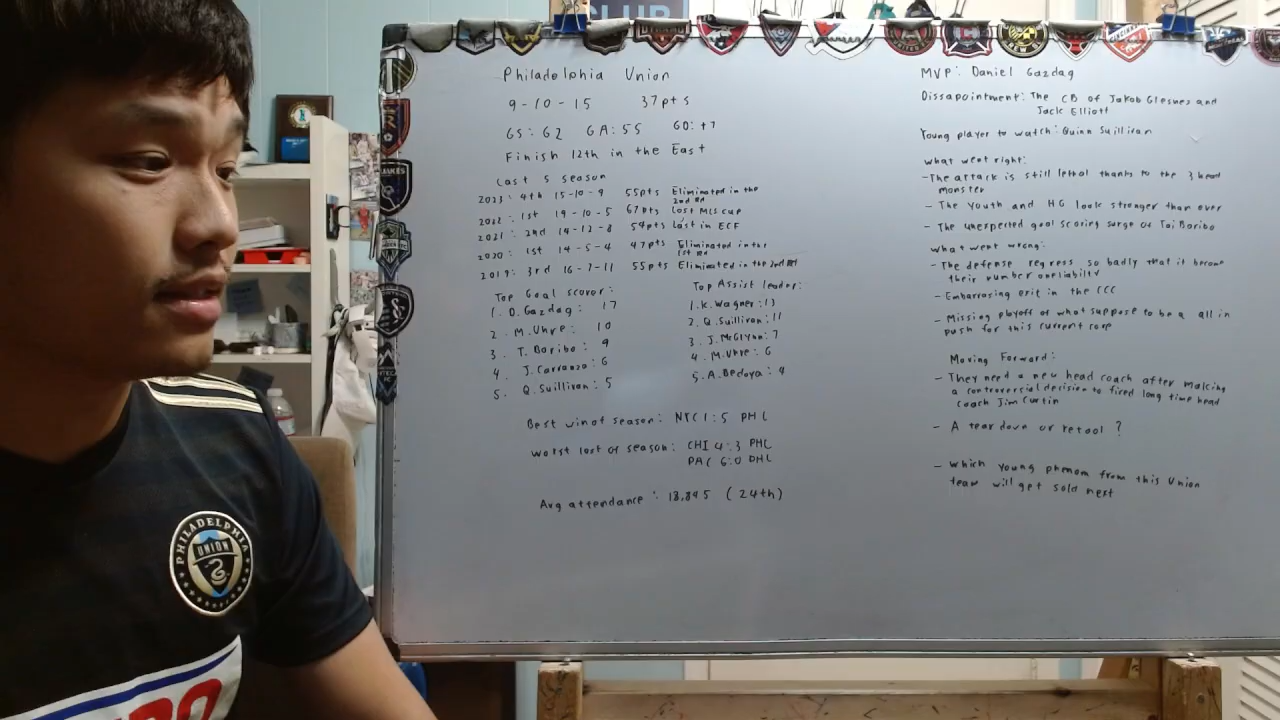 CLUB
Philadelphia Union
9-10-15 37pts
GS: 62 GA: 55 GD: +7
Finish 12th in the East
Last 5 season
2023: 4th 15-10-9 55pts Eliminated in the
2nd Rd
2022: 1st 19-10-5 67pts Lost MLS cup
2021: 2nd 14-12-8 54pts Last in ECF
2020: 1st 14-5-4 47pts Eliminated in the
1st Rd
2019: 3rd 16-7-11 55pts Eliminated in the 2nd Rd
Top Goal scorer:
1. D. Gazdag: 17
2. M. Uhre: 10
3. T. Baribo: 9
4. J. Carranza: 6
5. Q. Sullivan: 5
Top Assist leader:
1. K. Wagner: 13
2. Q. Sullivan: 11
3. J. McGlynn: 7
4. M. Uhre: 6
5. A. Bedoya: 4
Best win of season: NYC 1:5 PHL
Worst lost of season: CHI 4:3 PHL
PAC 6:0 PHL
Avg attendance: 18,845 (24th)
MVP: Daniel Gazdag
Dissapointment: The CB of Jakob Glesnes and
Jack Elliott
Young player to watch: Quinn Sullivan
What went right:
- The attack is still lethal thanks to the 3 head
monster
- The youth and HG look stronger than ever
- The unexpected goal scoring surge of Tai Baribo
What went wrong:
- The defense regress so badly that it become
their number one liability
- Embarrasing exit in the CCC
- Missing playoff of what suppose to be a all in
push for this current core
Moving Forward:
- They need a new head coach after making
a controvercial decision to fired long time head
coach Jim Curtin
- A tear down or retool?
- Which young phenom from this Union
team will get sold next
PHILADELPHIA
UNION